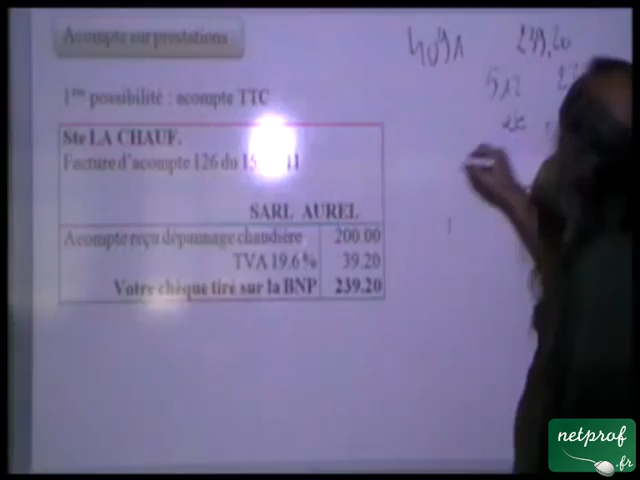 Acompte sur prestations
1ère possibilité : acompte TTC
Sté LA CHAUF.
Facture d'acompte 126 du 15
SARL AUREL
Acompte reçu dépannage chaudière 200.00
TVA 19.6 % 39.20
Votre chèque tiré sur la BNP 239.20
4091 239,20
512
netprof
.fr